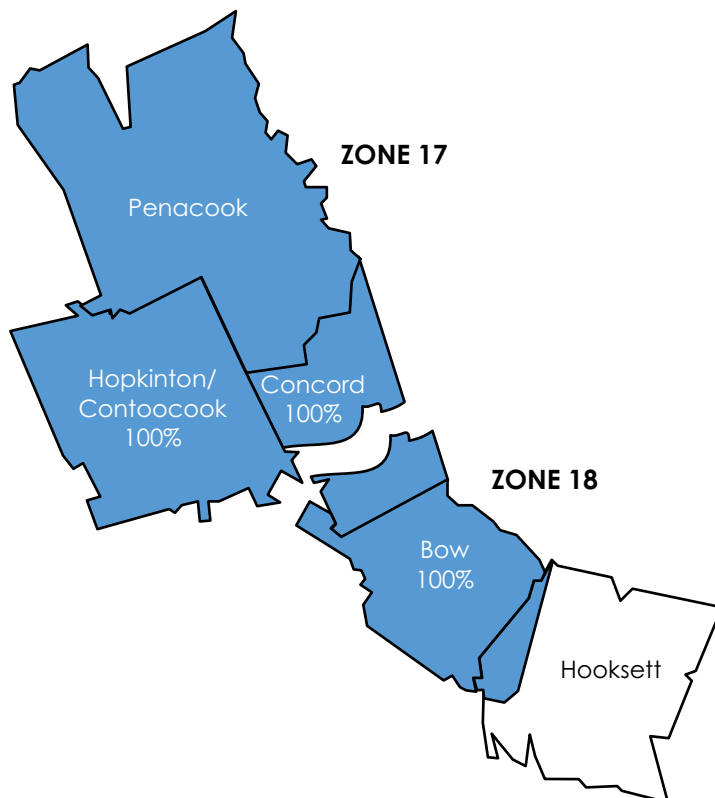 ZONE 17
Penacook
Hopkinton/
Contoocook
100%
Concord
100%
ZONE 18
Bow
100%
Hooksett